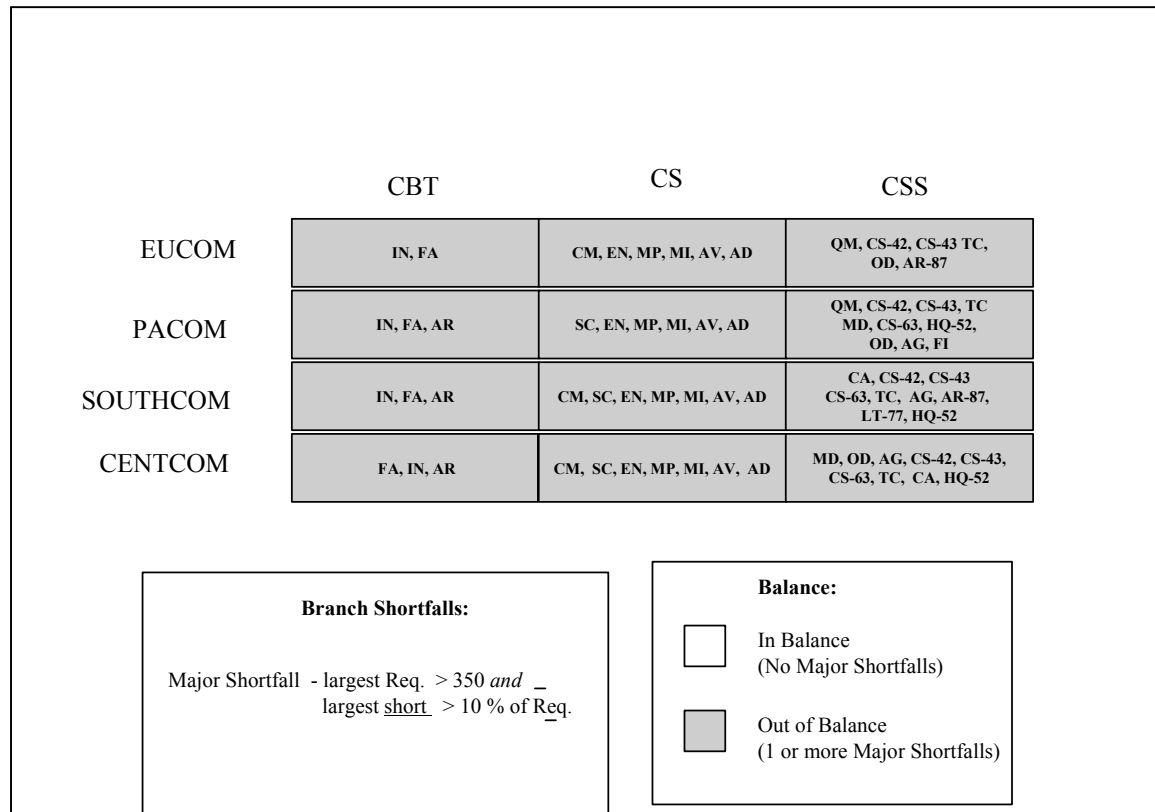 CBT CS CSS
EUCOM IN, FA CM, EN, MP, MI, AV, AD QM, CS-42, CS-43 TC,
OD, AR-87
PACOM IN, FA, AR SC, EN, MP, MI, AV, AD QM, CS-42, CS-43, TC
MD, CS-63, HQ-52,
OD, AG, FI
SOUTHCOM IN, FA, AR CM, SC, EN, MP, MI, AV, AD CA, CS-42, CS-43
CS-63, TC, AG, AR-87,
LT-77, HQ-52
CENTCOM FA, IN, AR CM, SC, EN, MP, MI, AV, AD MD, OD, AG, CS-42, CS-43,
CS-63, TC, CA, HQ-52
Branch Shortfalls:
Major Shortfall - largest Req. > 350 and _
largest short > 10 % of Req.
Balance:
In Balance
(No Major Shortfalls)
Out of Balance
(1 or more Major Shortfalls)